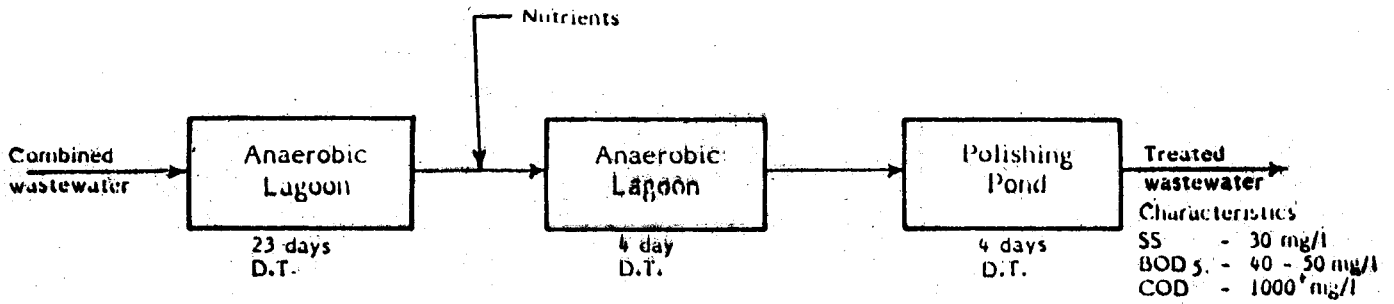 Nutrients
Combined
wastewater
Anaerobic
Lagoon
23 days
D.T.
Anaerobic
Lagoon
4 day
D.T.
Polishing
Pond
4 days
D.T.
Treated
wastewater
Characteristics
SS - 30 mg/l
BOD 5. - 40 - 50 mg/l
COD - 1000+ mg/l